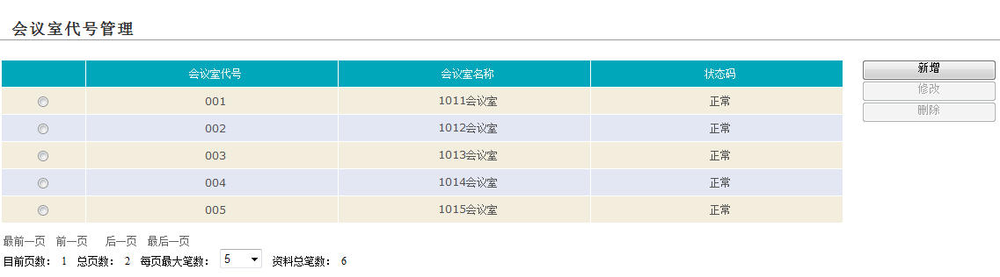 会议室代号管理
会议室代号 会议室名称 状态码 新增
修改
001 1011会议室 正常 删除
002 1012会议室 正常
003 1013会议室 正常
004 1014会议室 正常
005 1015会议室 正常
最前一页 前一页 后一页 最后一页
目前页数： 1 总页数： 2 每页最大笔数： 5 资料总笔数： 6